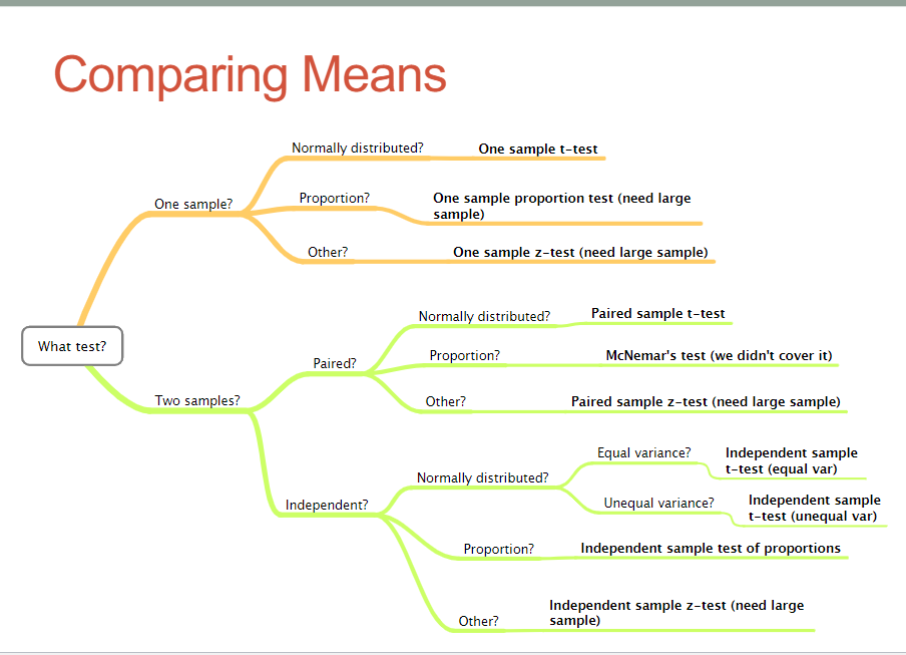 Comparing Means
Normally distributed?
One sample t-test
One sample?
Proportion?
One sample proportion test (need large
sample)
Other?
One sample z-test (need large sample)
What test?
Two samples?
Paired?
Normally distributed?
Paired sample t-test
Proportion?
McNemar's test (we didn't cover it)
Other?
Paired sample z-test (need large sample)
Independent?
Normally distributed?
Equal variance?
Independent sample
t-test (equal var)
Unequal variance?
Independent sample
t-test (unequal var)
Proportion?
Independent sample test of proportions
Other?
Independent sample z-test (need large
sample)